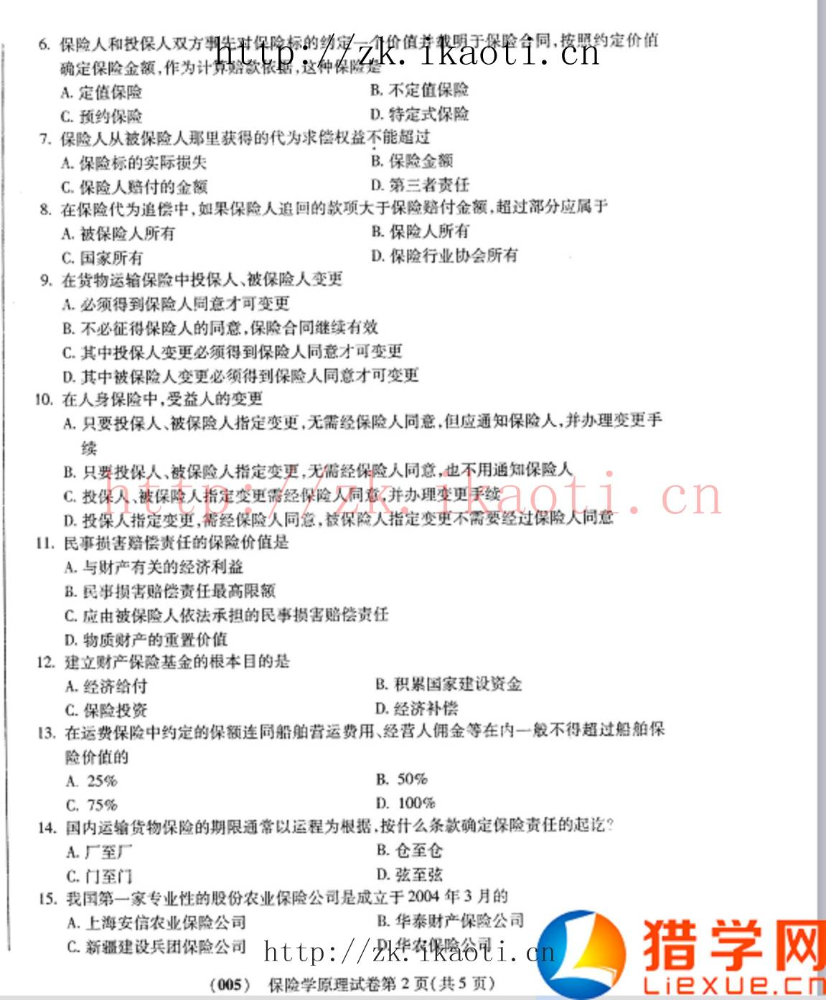 6. 保险人和投保人双方事先对保险标的约定一个价值并载明于保险合同,按照约定价值
http://zk.ikaoti.cn
确定保险金额,作为计算赔款依据,这种保险是
A. 定值保险 B. 不定值保险
C. 预约保险 D. 特定式保险
7. 保险人从被保险人那里获得的代为求偿权益不能超过
A. 保险标的实际损失 B. 保险金额
C. 保险人赔付的金额 D. 第三者责任
8. 在保险代为追偿中,如果保险人追回的款项大于保险赔付金额,超过部分应属于
A. 被保险人所有 B. 保险人所有
C. 国家所有 D. 保险行业协会所有
9. 在货物运输保险中投保人、被保险人变更
A. 必须得到保险人同意才可变更
B. 不必征得保险人的同意,保险合同继续有效
C. 其中投保人变更必须得到保险人同意才可变更
D. 其中被保险人变更必须得到保险人同意才可变更
10. 在人身保险中,受益人的变更
A. 只要投保人、被保险人指定变更,无需经保险人同意,但应通知保险人,并办理变更手
续
B. 只要投保人、被保险人指定变更,无需经保险人同意,也不用通知保险人
http://zk.ikaoti.cn
C. 投保人、被保险人指定变更需经保险人同意,并办理变更手续
D. 投保人指定变更,需经保险人同意,被保险人指定变更不需要经过保险人同意
11. 民事损害赔偿责任的保险价值是
A. 与财产有关的经济利益
B. 民事损害赔偿责任最高限额
C. 应由被保险人依法承担的民事损害赔偿责任
D. 物质财产的重置价值
12. 建立财产保险基金的根本目的是
A. 经济给付 B. 积累国家建设资金
C. 保险投资 D. 经济补偿
13. 在运费保险中约定的保额连同船舶营运费用、经营人佣金等在内一般不得超过船舶保
险价值的
A. 25% B. 50%
C. 75% D. 100%
14. 国内运输货物保险的期限通常以运程为根据,按什么条款确定保险责任的起讫?
A. 厂至厂 B. 仓至仓
C. 门至门 D. 弦至弦
15. 我国第一家专业性的股份农业保险公司是成立于 2004 年 3 月的
A. 上海安信农业保险公司 B. 华泰财产保险公司
C. 新疆建设兵团保险公司 D. 华农保险公司
http://zk.ikaoti.cn
(005) 保险学原理试卷第 2 页(共 5 页)
猎学网
Liexue.cn